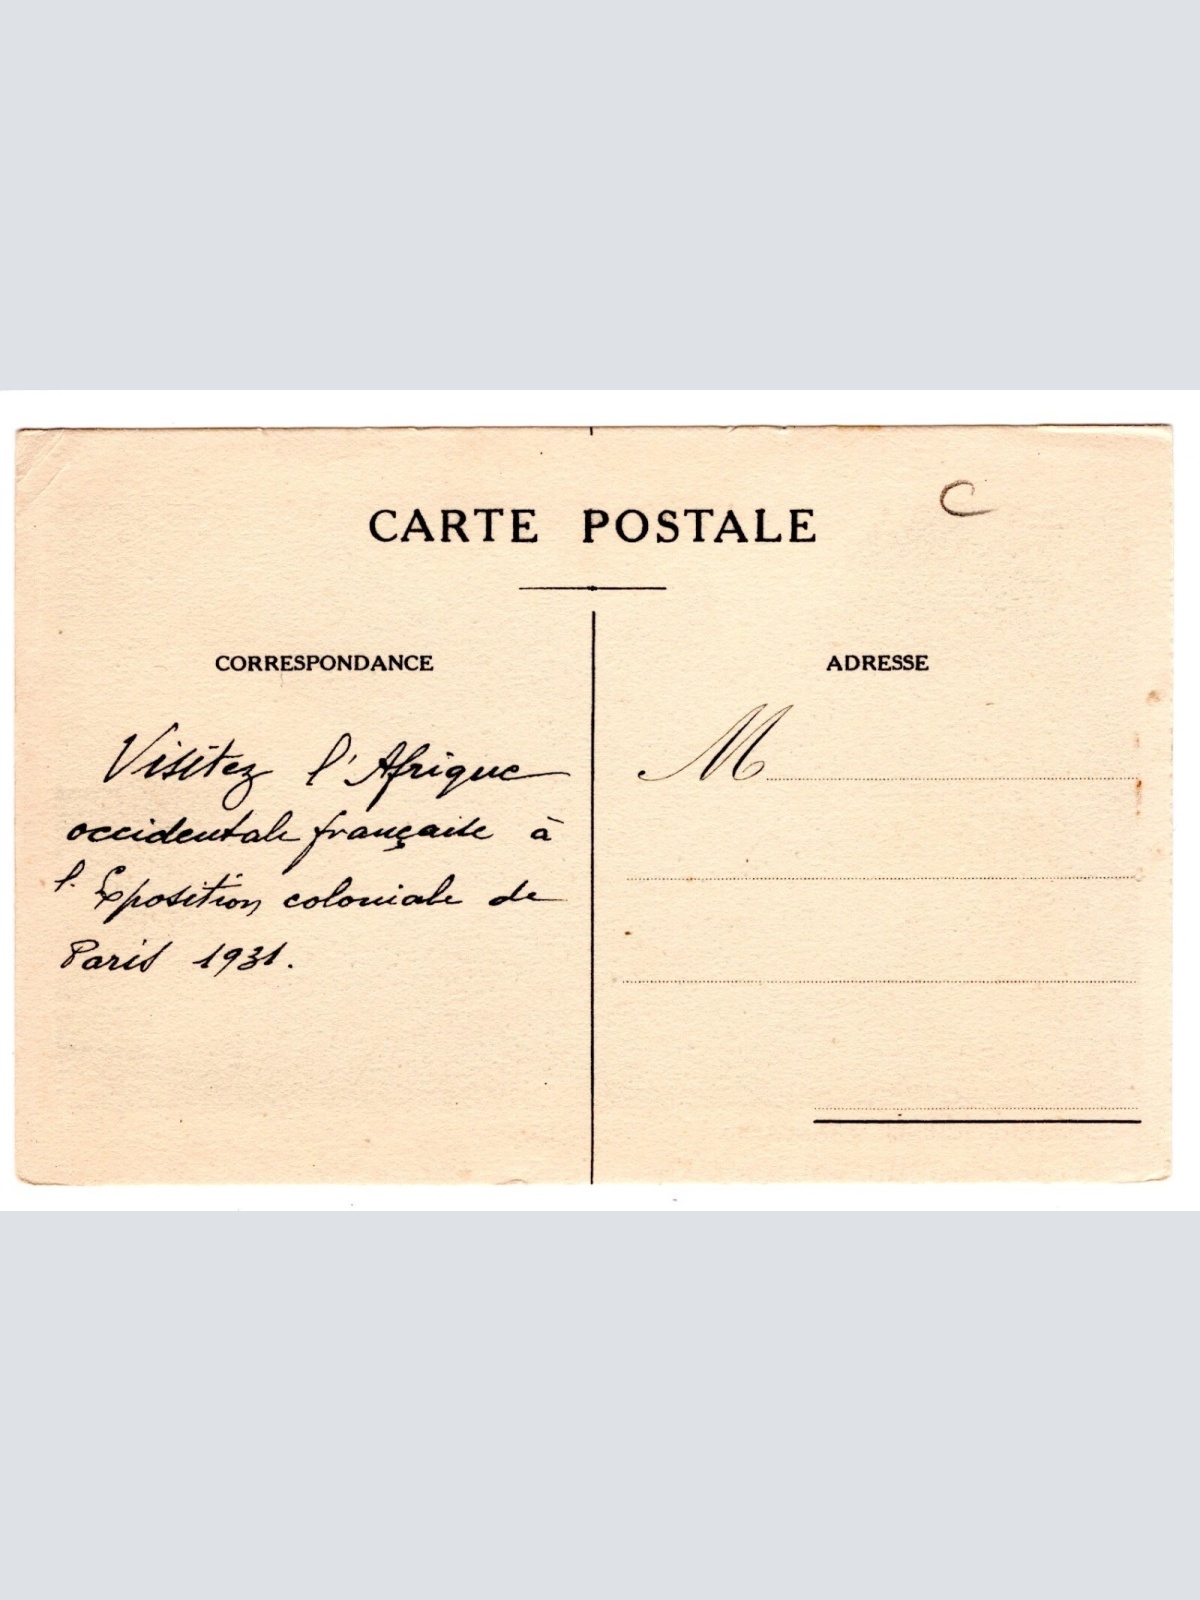 CARTE POSTALE
C
CORRESPONDANCE
ADRESSE
Visitez l'Afrique
occidentale française à
l'Exposition coloniale de
Paris 1931.
M